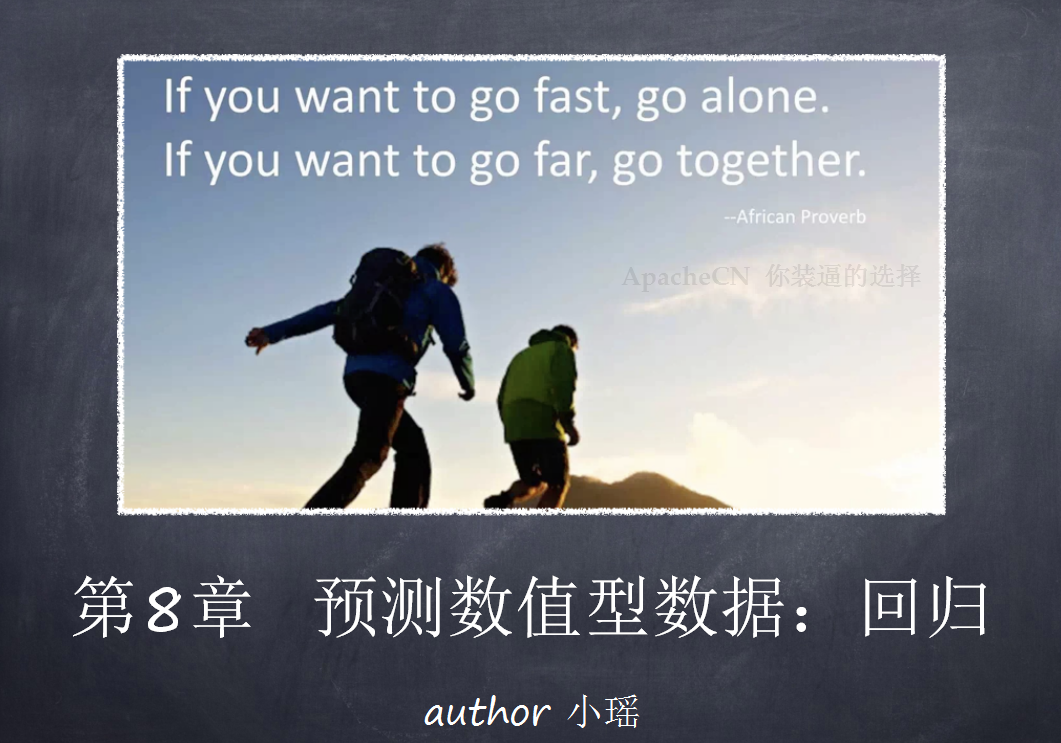 If you want to go fast, go alone.
If you want to go far, go together.
--African Proverb
ApacheCN 你装逼的选择
第8章 预测数值型数据：回归
author 小瑶